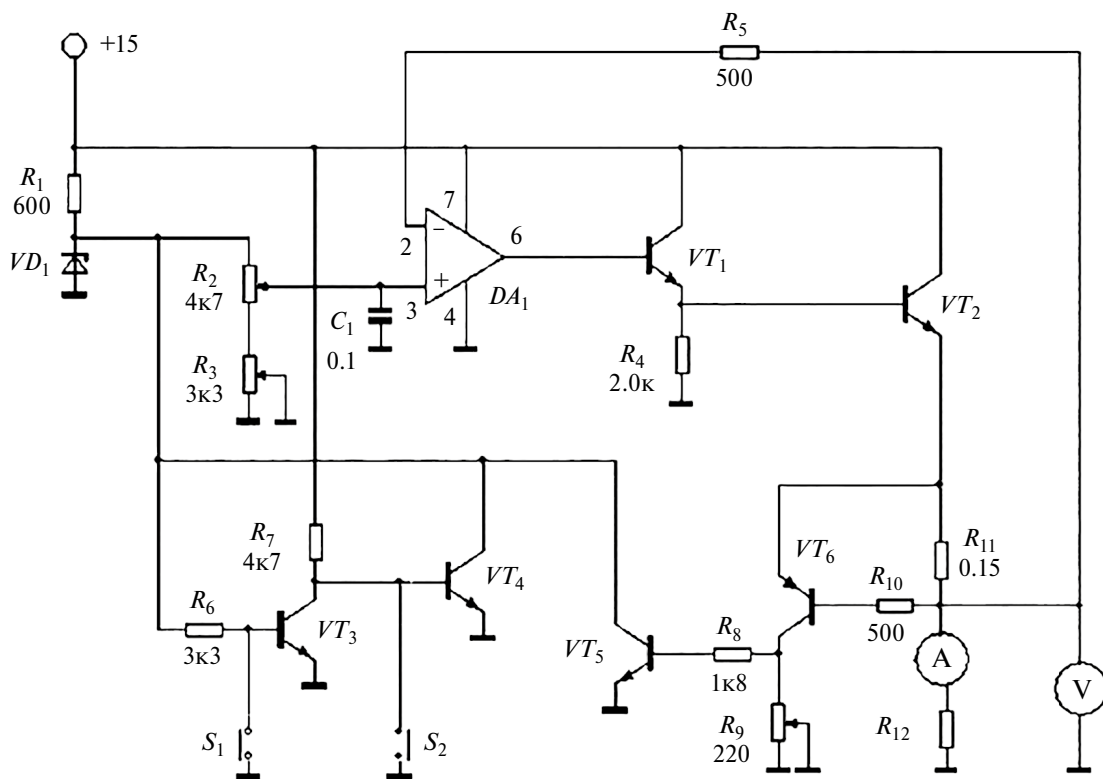 R5
500
+15
R1
600
VD1
R2
4к7
R3
3к3
C1
0.1
2
3
4
7
6
−
+
DA1
VT1
VT2
R4
2.0к
R7
4к7
R6
3к3
VT3
VT4
VT5
VT6
R8
1к8
R9
220
R10
500
R11
0.15
A
V
R12
S1
S2